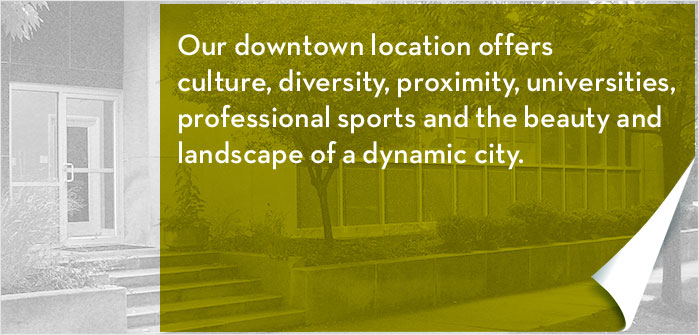 Our downtown location offers
culture, diversity, proximity, universities,
professional sports and the beauty and
landscape of a dynamic city.